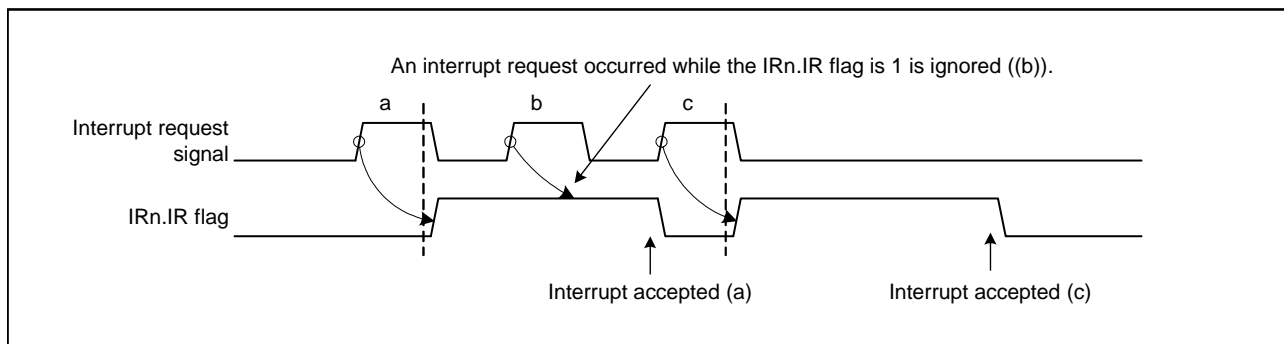 An interrupt request occurred while the IRn.IR flag is 1 is ignored ((b)).
a
b
c
Interrupt request
signal
IRn.IR flag
Interrupt accepted (a)
Interrupt accepted (c)